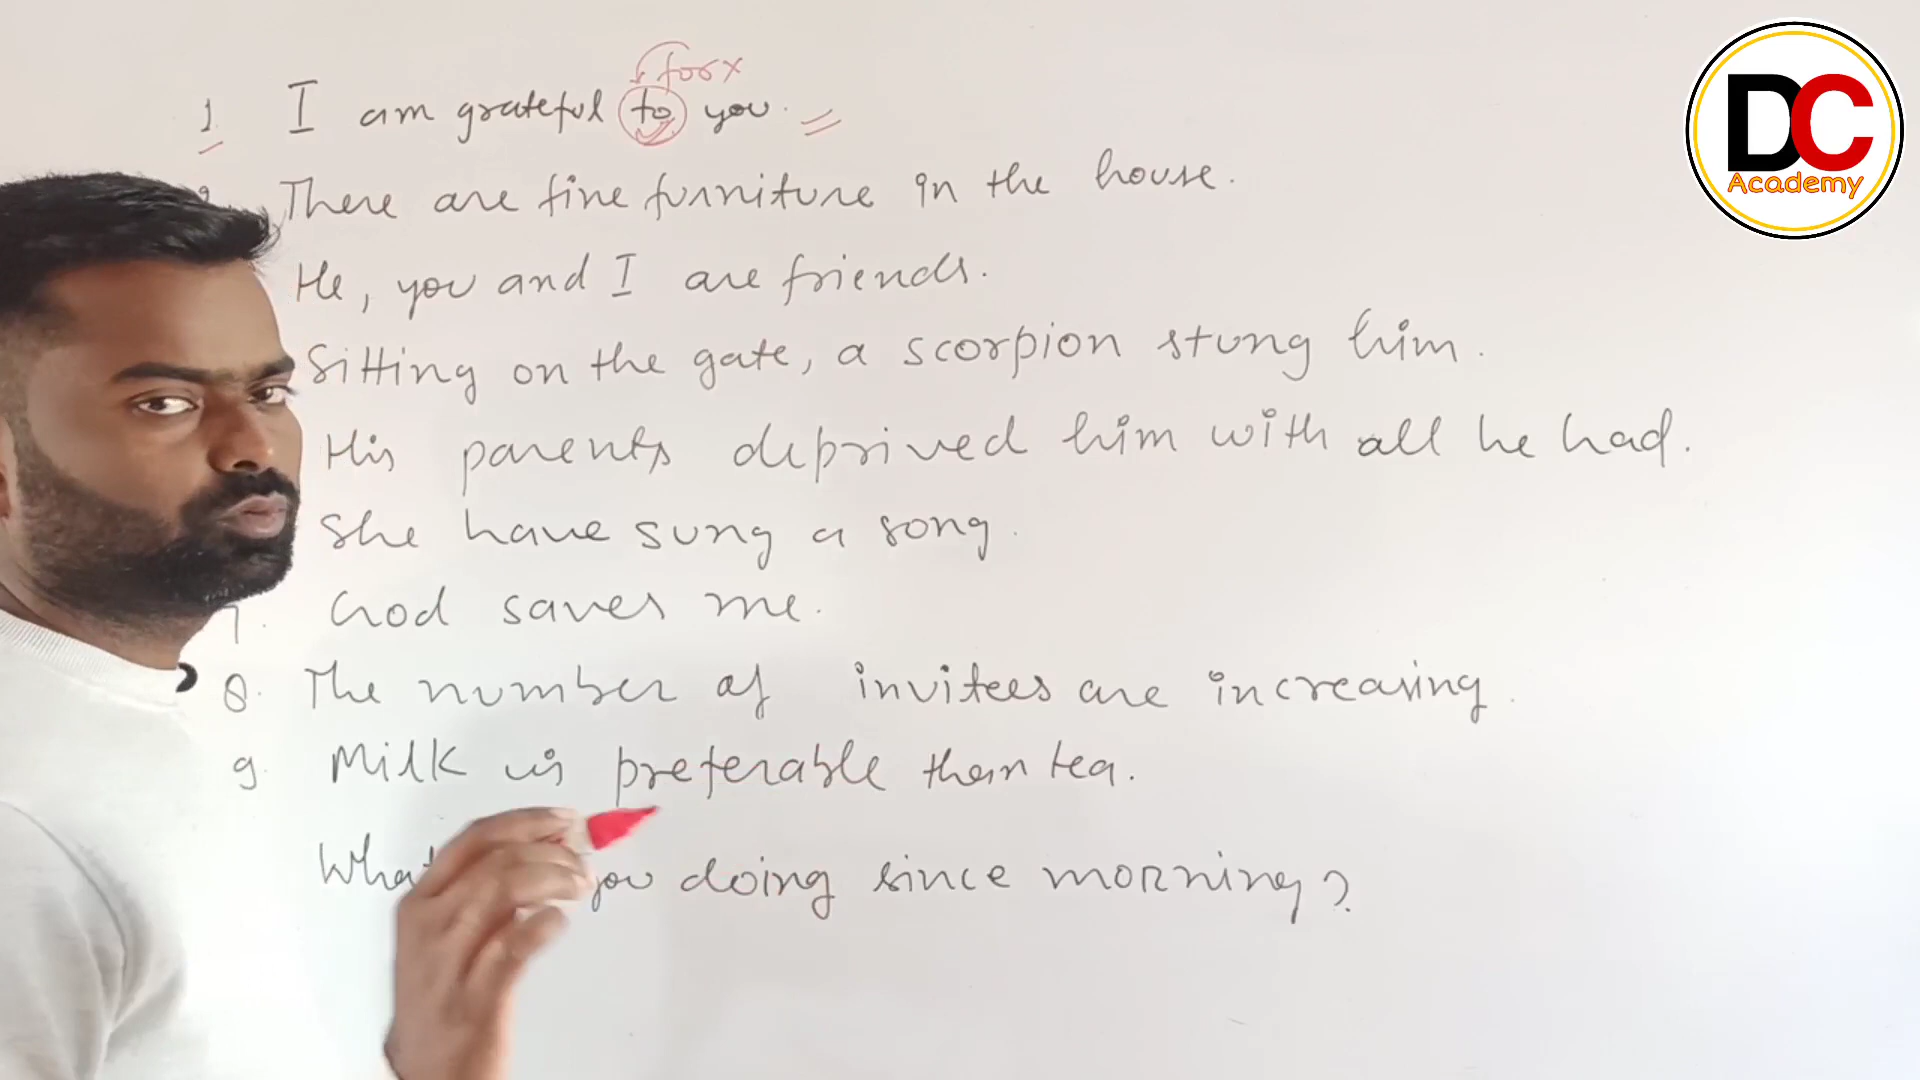 for x
1. I am grateful to you.
There are fine furniture in the house.
He, you and I are friends.
Sitting on the gate, a scorpion stung him.
His parents deprived him with all he had.
She have sung a song.
7. God saves me.
8. The number of invitees are increasing.
9. Milk is preferable than tea.
you doing since morning?
DC
Academy